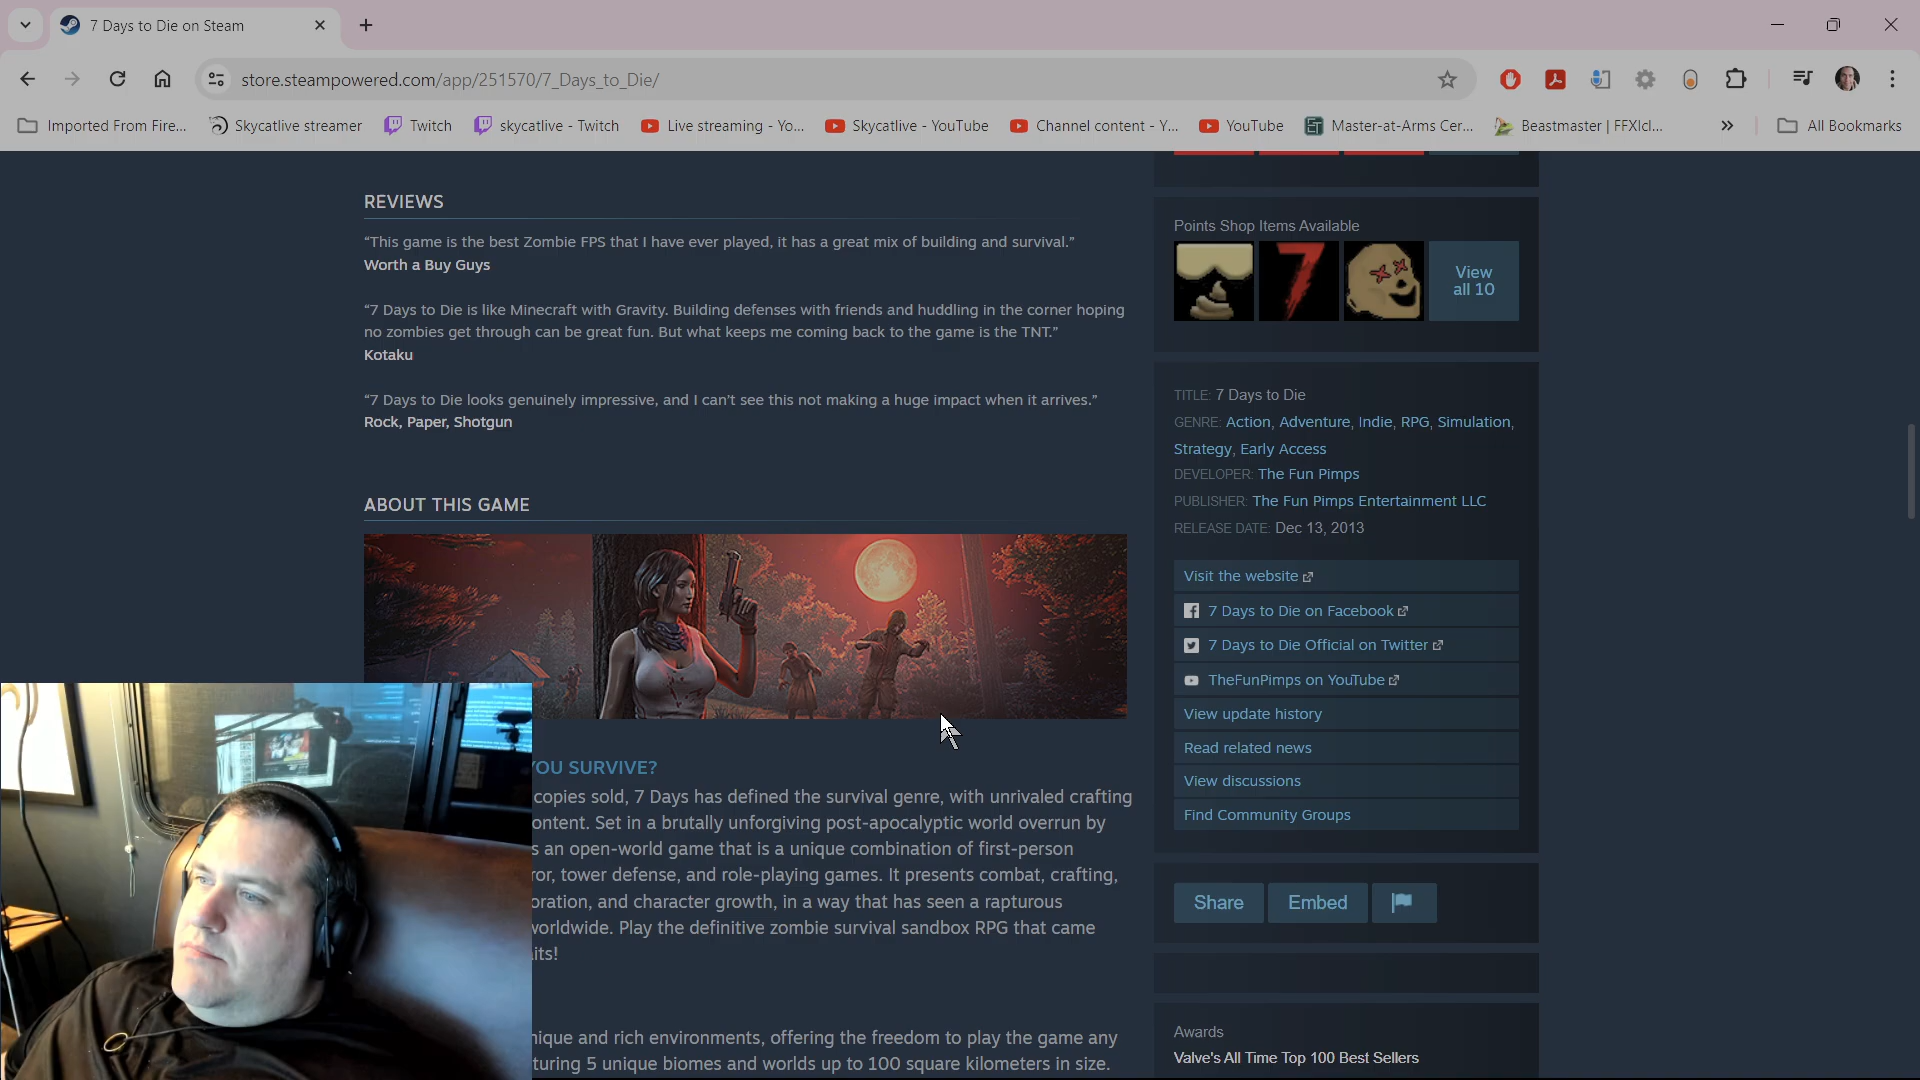 7 Days to Die on Steam
store.steampowered.com/app/251570/7_Days_to_Die/
Imported From Fire...
Skycatlive streamer
Twitch
skycatlive - Twitch
Live streaming - Yo...
Skycatlive - YouTube
Channel content - Y...
YouTube
Master-at-Arms Cer...
Beastmaster | FFXIcl...
All Bookmarks
REVIEWS
“This game is the best Zombie FPS that I have ever played, it has a great mix of building and survival.”
Worth a Buy Guys
“7 Days to Die is like Minecraft with Gravity. Building defenses with friends and huddling in the corner hoping
no zombies get through can be great fun. But what keeps me coming back to the game is the TNT.”
Kotaku
“7 Days to Die looks genuinely impressive, and I can’t see this not making a huge impact when it arrives.”
Rock, Paper, Shotgun
ABOUT THIS GAME
YOU SURVIVE?
copies sold, 7 Days has defined the survival genre, with unrivaled crafting
ontent. Set in a brutally unforgiving post-apocalyptic world overrun by
s an open-world game that is a unique combination of first-person
ror, tower defense, and role-playing games. It presents combat, crafting,
oration, and character growth, in a way that has seen a rapturous
worldwide. Play the definitive zombie survival sandbox RPG that came
its!
nique and rich environments, offering the freedom to play the game any
turing 5 unique biomes and worlds up to 100 square kilometers in size.
Points Shop Items Available
7
View
all 10
TITLE: 7 Days to Die
GENRE: Action, Adventure, Indie, RPG, Simulation,
Strategy, Early Access
DEVELOPER: The Fun Pimps
PUBLISHER: The Fun Pimps Entertainment LLC
RELEASE DATE: Dec 13, 2013
Visit the website
7 Days to Die on Facebook
7 Days to Die Official on Twitter
TheFunPimps on YouTube
View update history
Read related news
View discussions
Find Community Groups
Share
Embed
Awards
Valve's All Time Top 100 Best Sellers